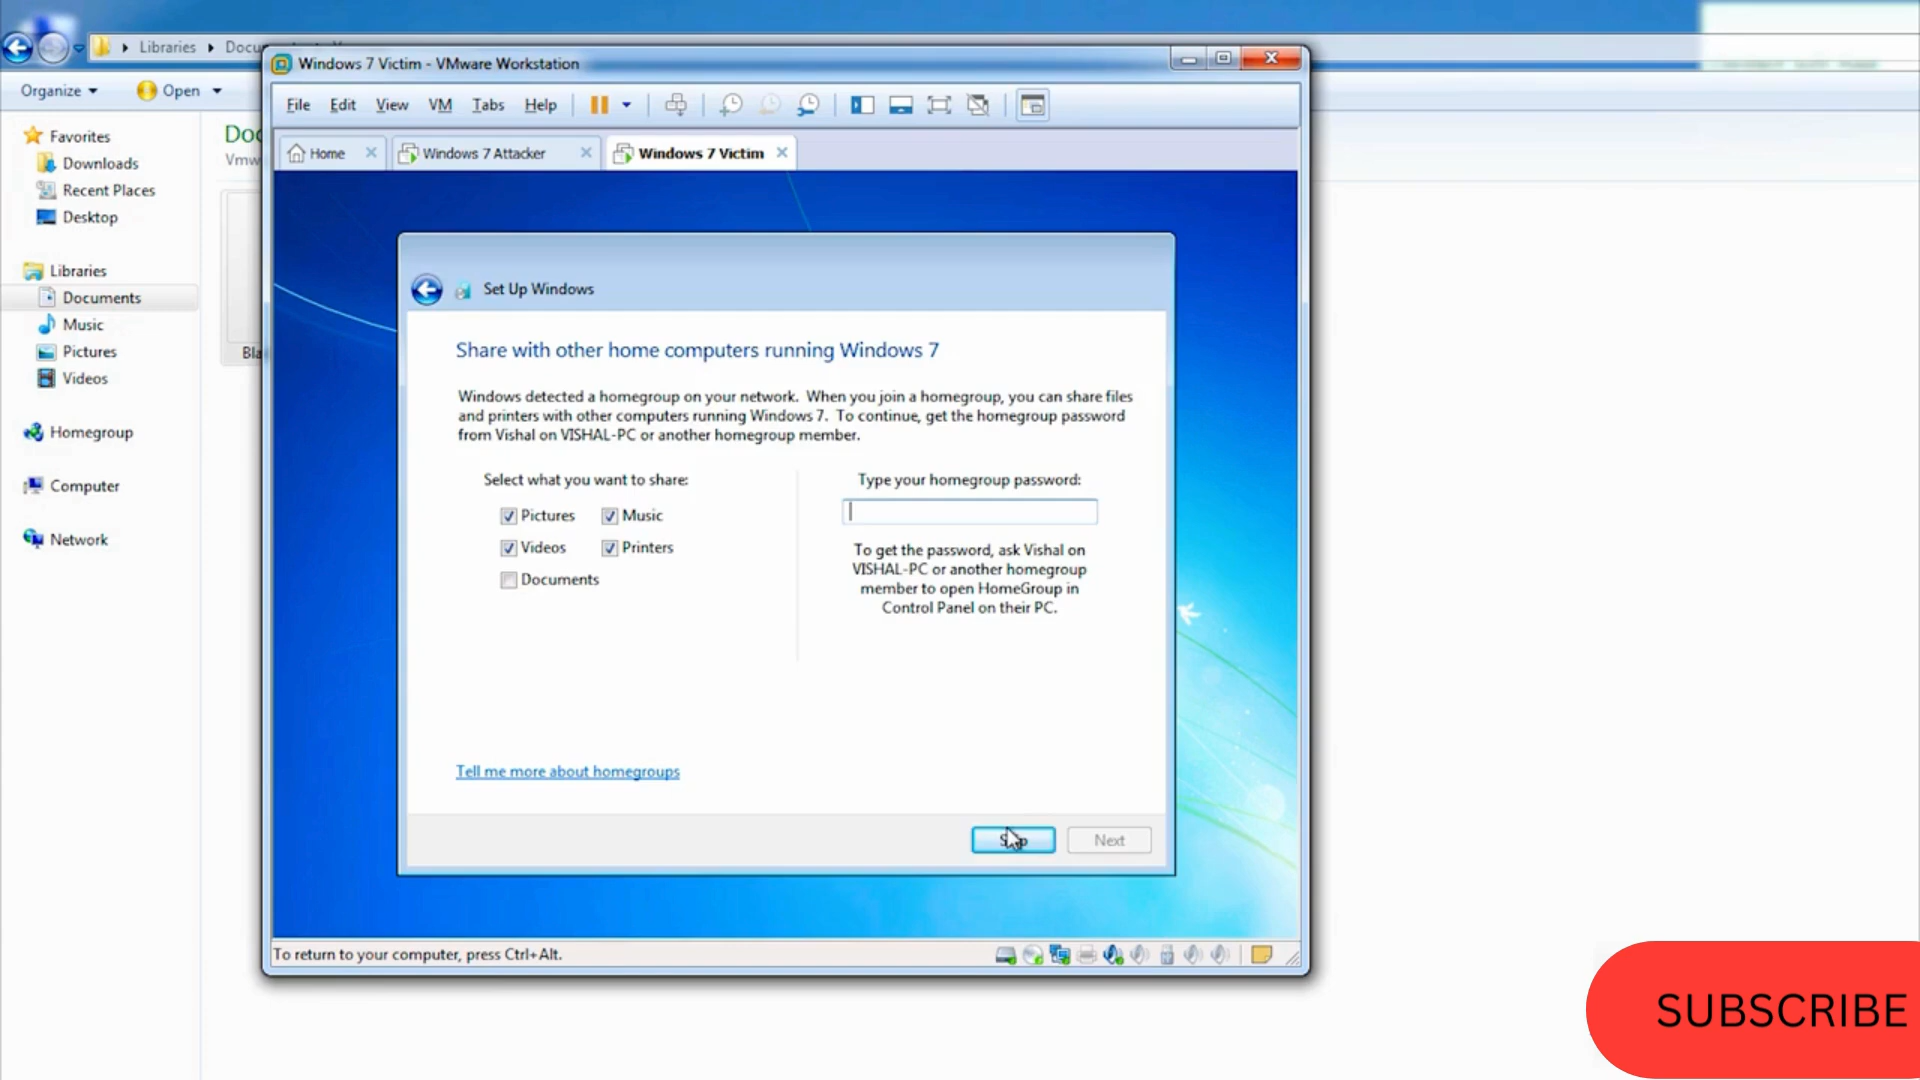 Libraries
Windows 7 Victim - VMware Workstation
Organize
Open
File Edit View VM Tabs Help
Home
Windows 7 Attacker
Windows 7 Victim
Favorites
Downloads
Recent Places
Desktop
Libraries
Documents
Music
Pictures
Videos
Homegroup
Computer
Network
Set Up Windows
Share with other home computers running Windows 7
Windows detected a homegroup on your network. When you join a homegroup, you can share files
and printers with other computers running Windows 7. To continue, get the homegroup password
from Vishal on VISHAL-PC or another homegroup member.
Select what you want to share:
Pictures Music
Videos Printers
Documents
Type your homegroup password:
To get the password, ask Vishal on
VISHAL-PC or another homegroup
member to open HomeGroup in
Control Panel on their PC.
Tell me more about homegroups
Next
To return to your computer, press Ctrl+Alt.
SUBSCRIBE